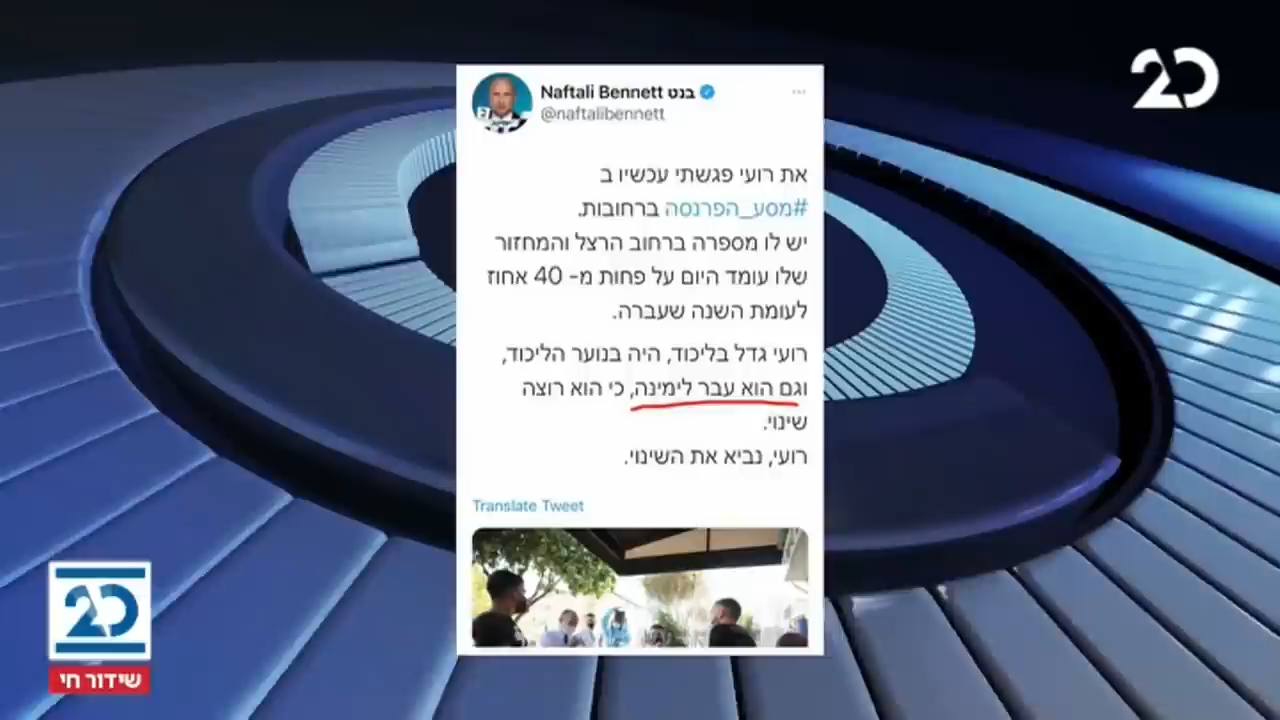 20
Naftali Bennett בנט
@naftalibennett
את רועי פגשתי עכשיו ב
#מסע_הפרנסה ברחובות.
יש לו מספרה ברחוב הרצל והמחזור
שלו עומד היום על פחות מ- 40 אחוז
לעומת השנה שעברה.
רועי גדל בליכוד, היה בנוער הליכוד,
וגם הוא עבר לימינה, כי הוא רוצה
שינוי.
רועי, נביא את השינוי.
Translate Tweet
20
שידור חי